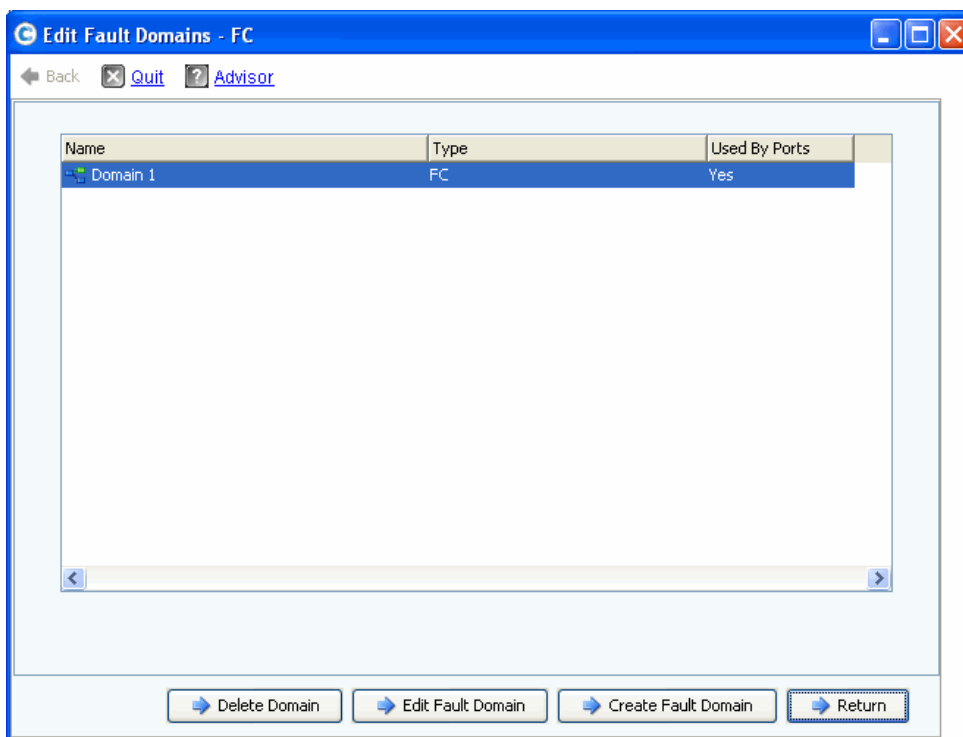 Edit Fault Domains - FC
Back Quit Advisor
Name Type Used By Ports
Domain 1 FC Yes
Delete Domain Edit Fault Domain Create Fault Domain Return